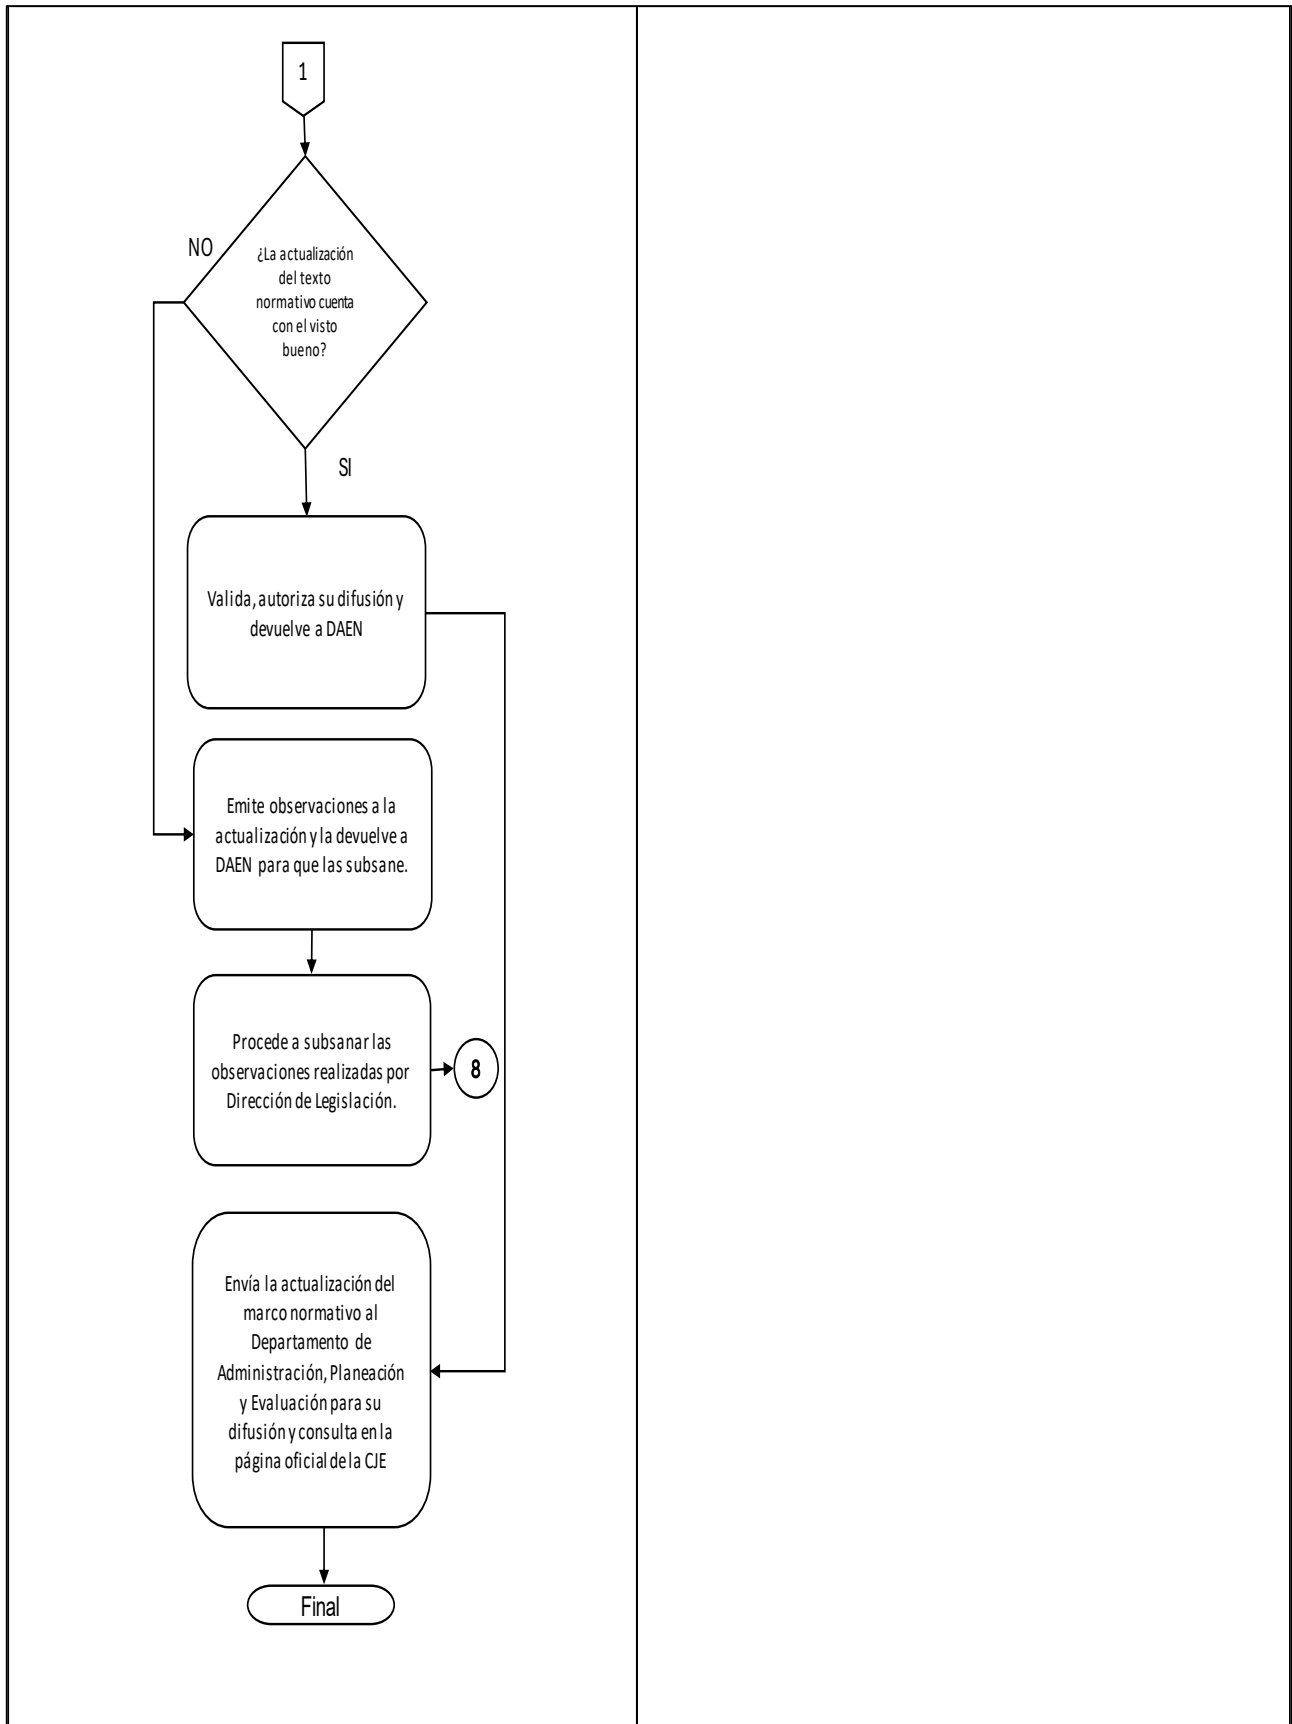 1
NO
¿La actualización
del texto
normativo cuenta
con el visto
bueno?
SI
Valida, autoriza su difusión y
devuelve a DAEN
Emite observaciones a la
actualización y la devuelve a
DAEN para que las subsane.
Procede a subsanar las
observaciones realizadas por
Dirección de Legislación.
8
Envía la actualización del
marco normativo al
Departamento de
Administración, Planeación
y Evaluación para su
difusión y consulta en la
página oficial de la CJE
Final